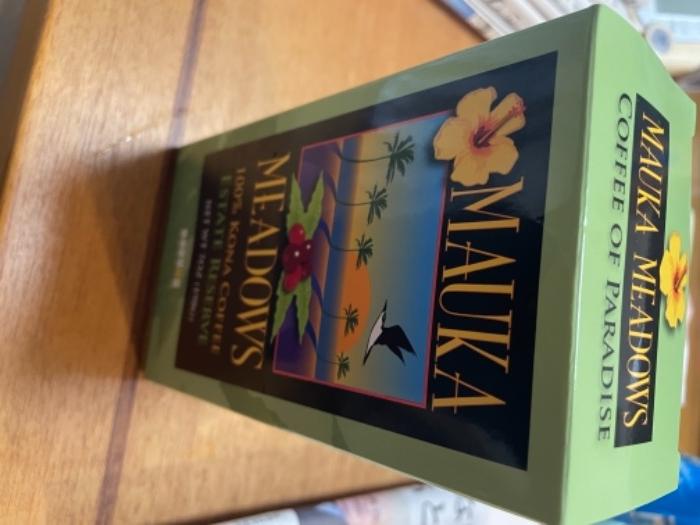 MAUKA MEADOWS
COFFEE OF PARADISE
MAUKA
MEADOWS
100% KONA COFFEE
ESTATE RESERVE